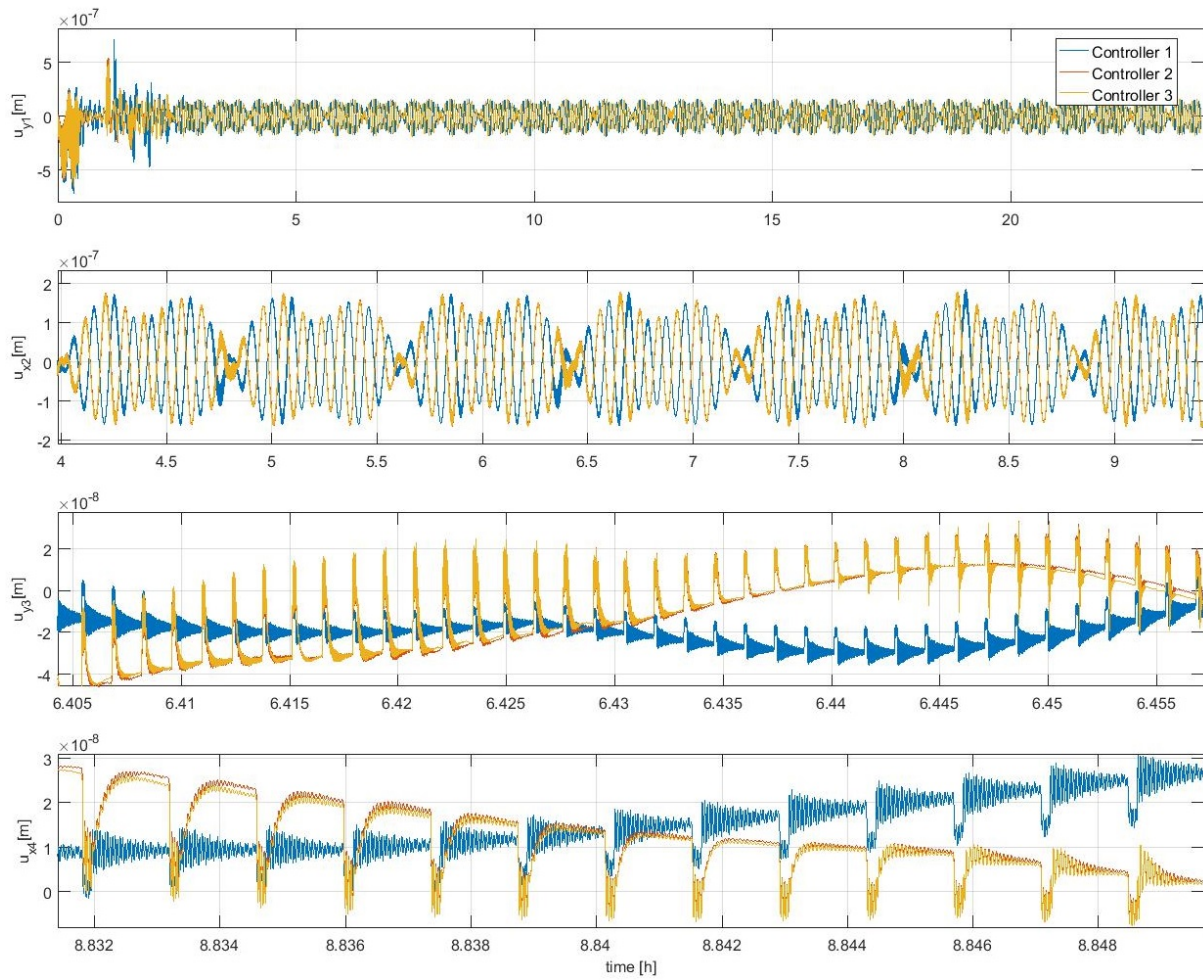 ×10⁻⁷
u_y1[m]
5
0
-5
Controller 1
Controller 2
Controller 3
0 5 10 15 20
×10⁻⁷
u_x2[m]
2
1
0
-1
-2
4 4.5 5 5.5 6 6.5 7 7.5 8 8.5 9
×10⁻⁸
u_y3[m]
2
0
-2
-4
6.405 6.41 6.415 6.42 6.425 6.43 6.435 6.44 6.445 6.45 6.455
×10⁻⁸
u_x4[m]
3
2
1
0
8.832 8.834 8.836 8.838 8.84 8.842 8.844 8.846 8.848
time [h]